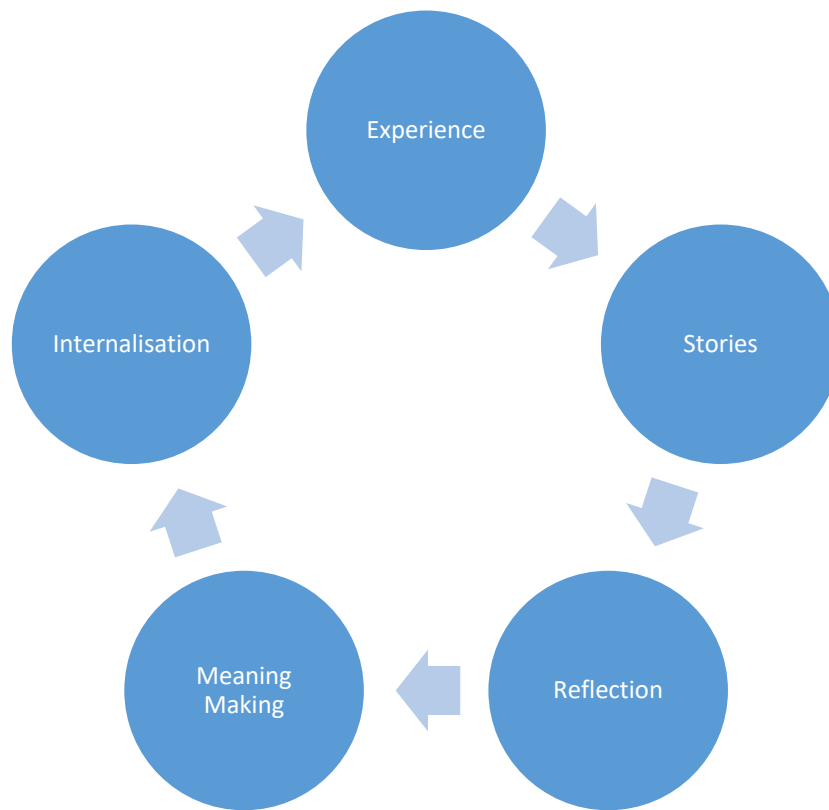 Experience
Stories
Reflection
Meaning
Making
Internalisation